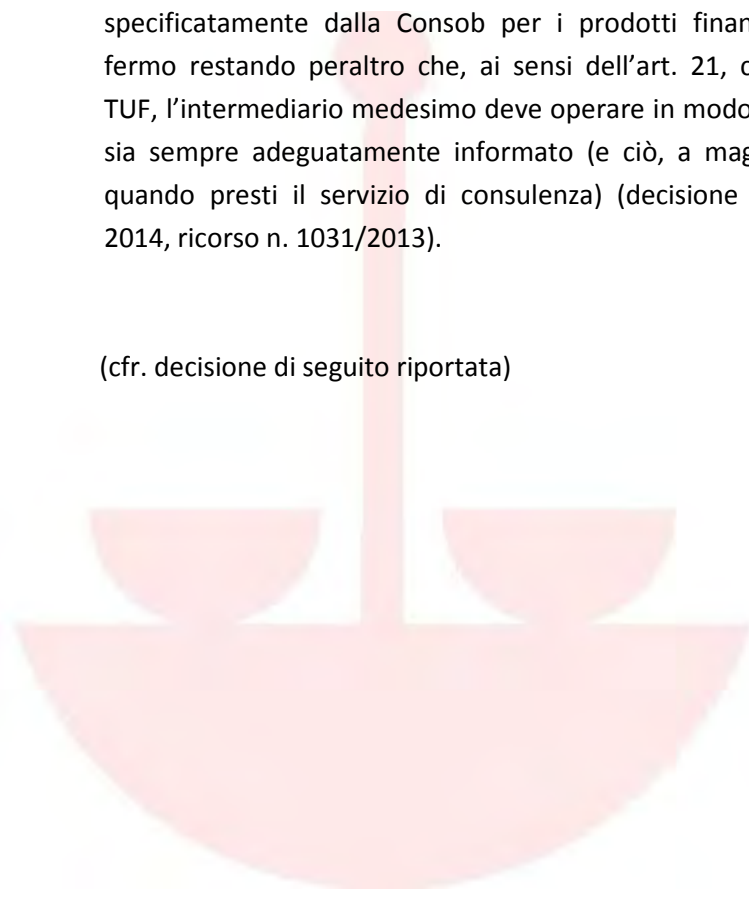 specificatamente dalla Consob per i prodotti finan
fermo restando peraltro che, ai sensi dell’art. 21, c
TUF, l’intermediario medesimo deve operare in modo
sia sempre adeguatamente informato (e ciò, a mag
quando presti il servizio di consulenza) (decisione
2014, ricorso n. 1031/2013).
(cfr. decisione di seguito riportata)